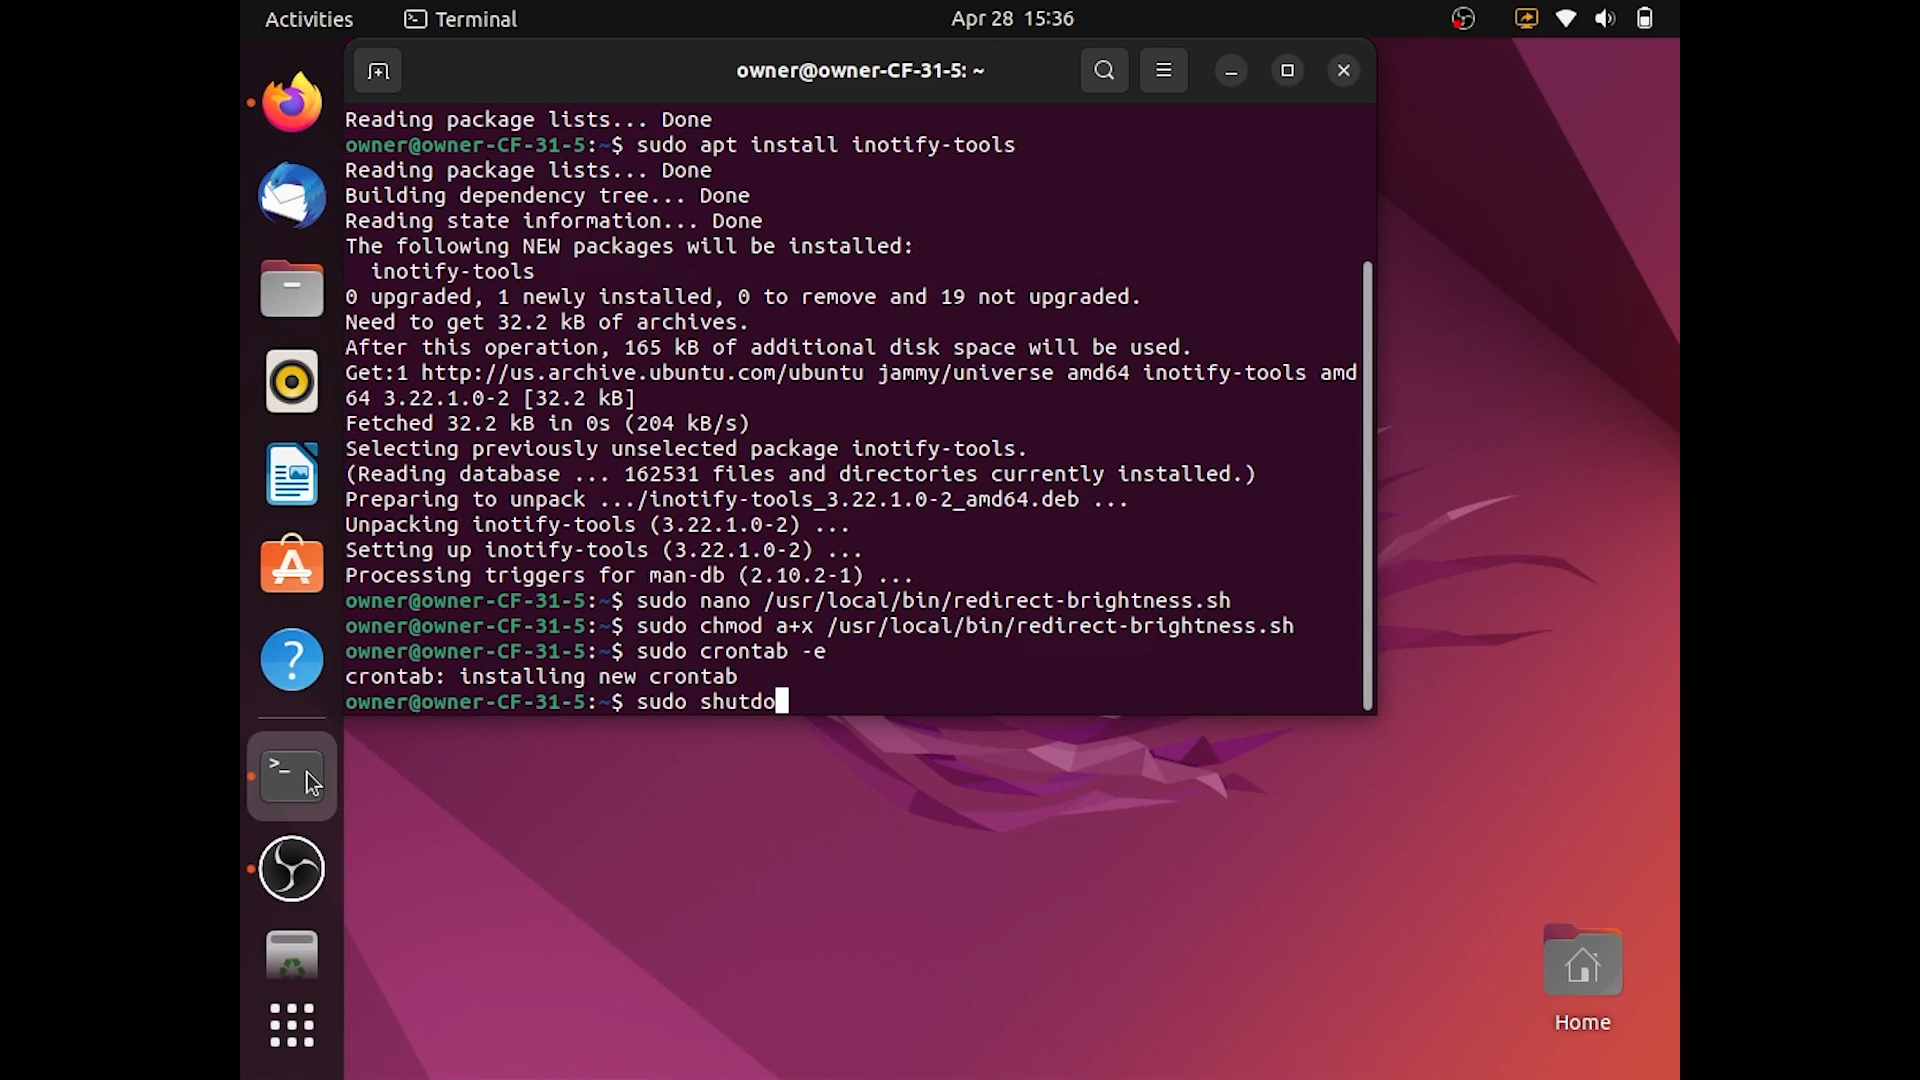 Activities
Terminal
Apr 28 15:36
owner@owner-CF-31-5: ~
Reading package lists... Done
owner@owner-CF-31-5:~$ sudo apt install inotify-tools
Reading package lists... Done
Building dependency tree... Done
Reading state information... Done
The following NEW packages will be installed:
  inotify-tools
0 upgraded, 1 newly installed, 0 to remove and 19 not upgraded.
Need to get 32.2 kB of archives.
After this operation, 165 kB of additional disk space will be used.
Get:1 http://us.archive.ubuntu.com/ubuntu jammy/universe amd64 inotify-tools amd
64 3.22.1.0-2 [32.2 kB]
Fetched 32.2 kB in 0s (204 kB/s)
Selecting previously unselected package inotify-tools.
(Reading database ... 162531 files and directories currently installed.)
Preparing to unpack .../inotify-tools_3.22.1.0-2_amd64.deb ...
Unpacking inotify-tools (3.22.1.0-2) ...
Setting up inotify-tools (3.22.1.0-2) ...
Processing triggers for man-db (2.10.2-1) ...
owner@owner-CF-31-5:~$ sudo nano /usr/local/bin/redirect-brightness.sh
owner@owner-CF-31-5:~$ sudo chmod a+x /usr/local/bin/redirect-brightness.sh
owner@owner-CF-31-5:~$ sudo crontab -e
crontab: installing new crontab
owner@owner-CF-31-5:~$ sudo shutdo
Home